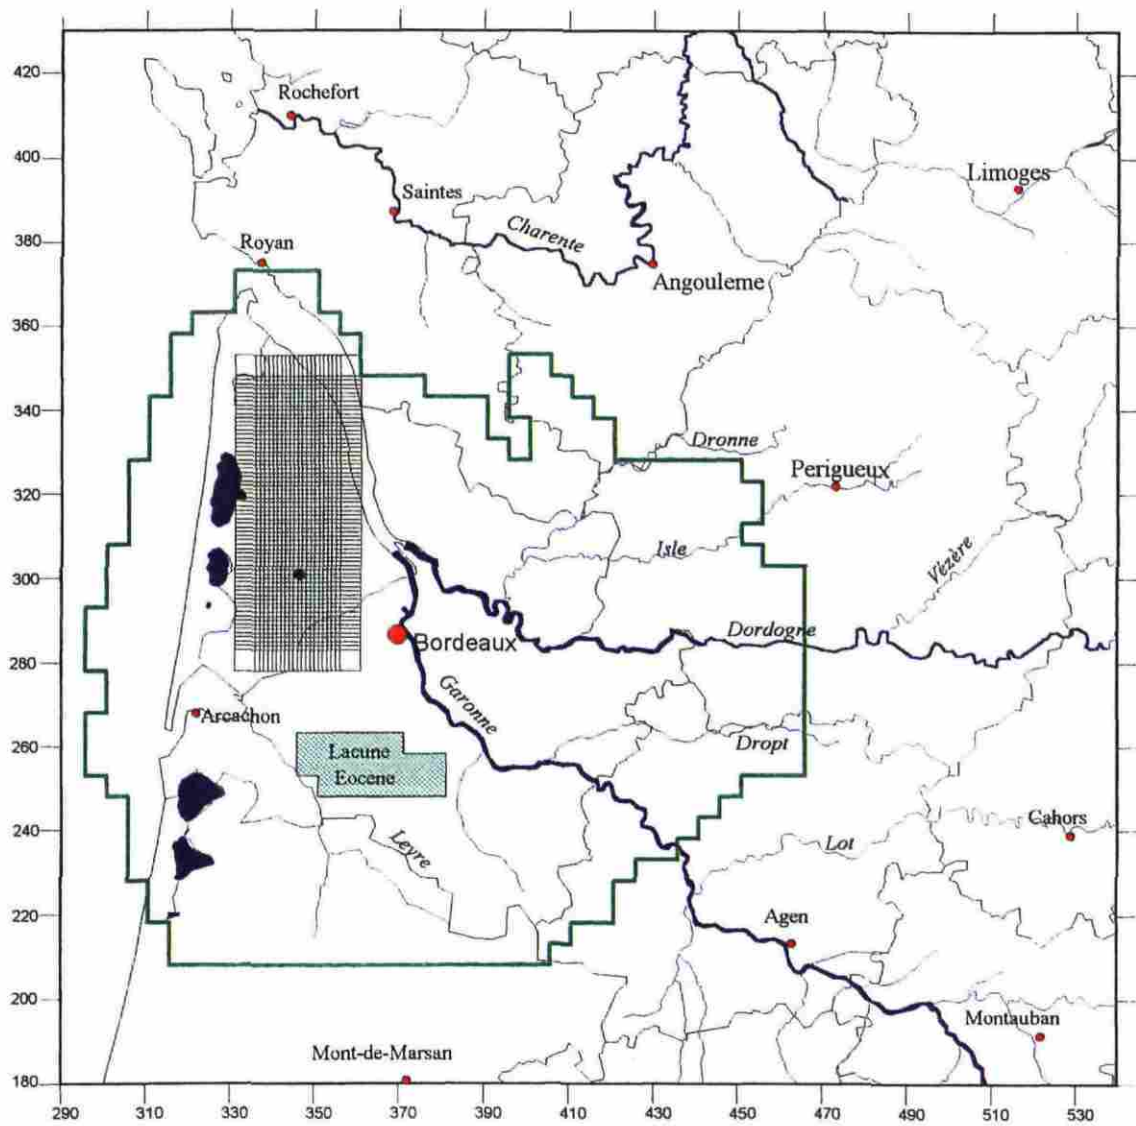 420
Rochefort
400
Limoges
Saintes
Charente
380
Royan
Angouleme
360
340
Dronne
Perigueux
320
Isle
Vézère
300
Dordogne
Bordeaux
280
Garonne
Arcachon
Dropt
260
Lacune
Eocene
Cahors
240
Lot
Leyre
220
Agen
200
Montauban
Mont-de-Marsan
180
290 310 330 350 370 390 410 430 450 470 490 510 530